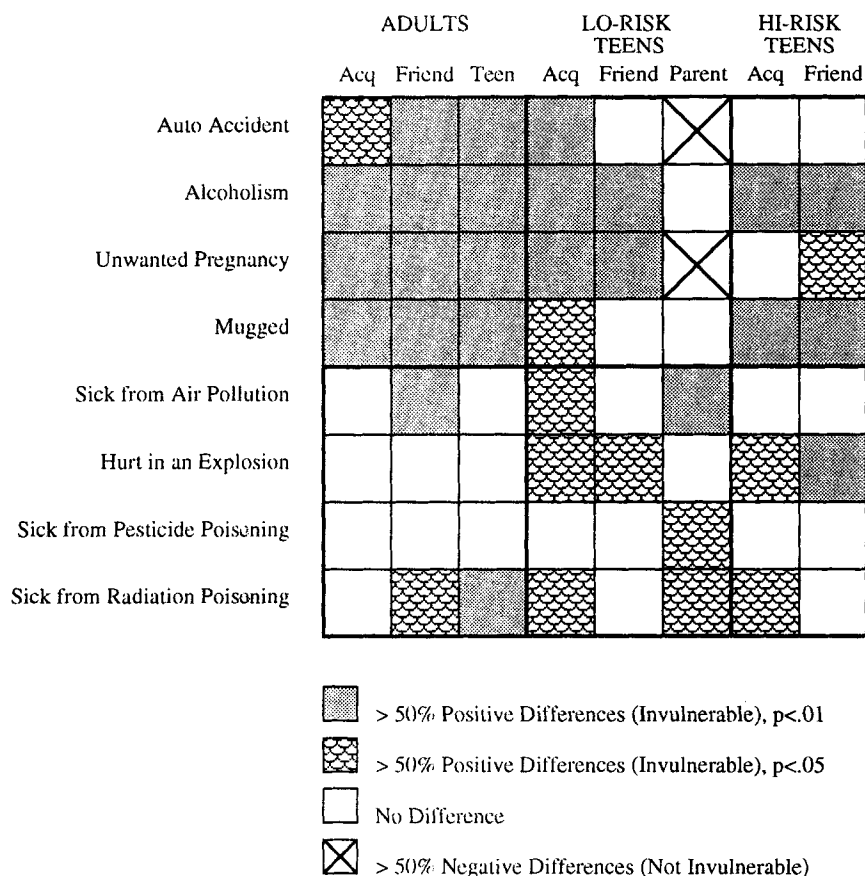 ADULTS LO-RISK TEENS HI-RISK TEENS
Acq Friend Teen Acq Friend Parent Acq Friend
Auto Accident
Alcoholism
Unwanted Pregnancy
Mugged
Sick from Air Pollution
Hurt in an Explosion
Sick from Pesticide Poisoning
Sick from Radiation Poisoning
> 50% Positive Differences (Invulnerable), p<.01
> 50% Positive Differences (Invulnerable), p<.05
No Difference
> 50% Negative Differences (Not Invulnerable)